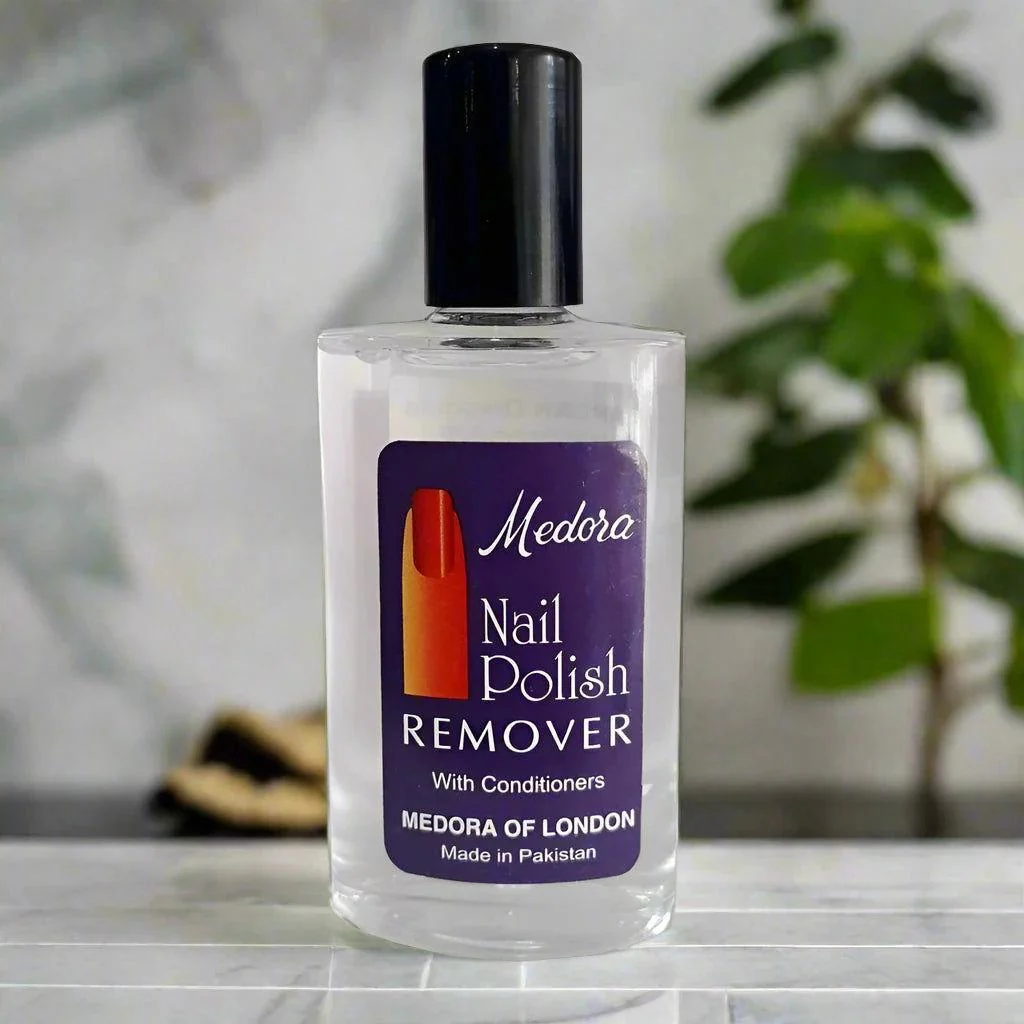 Medora
Nail
Polish
REMOVER
With Conditioners
MEDORA OF LONDON
Made in Pakistan